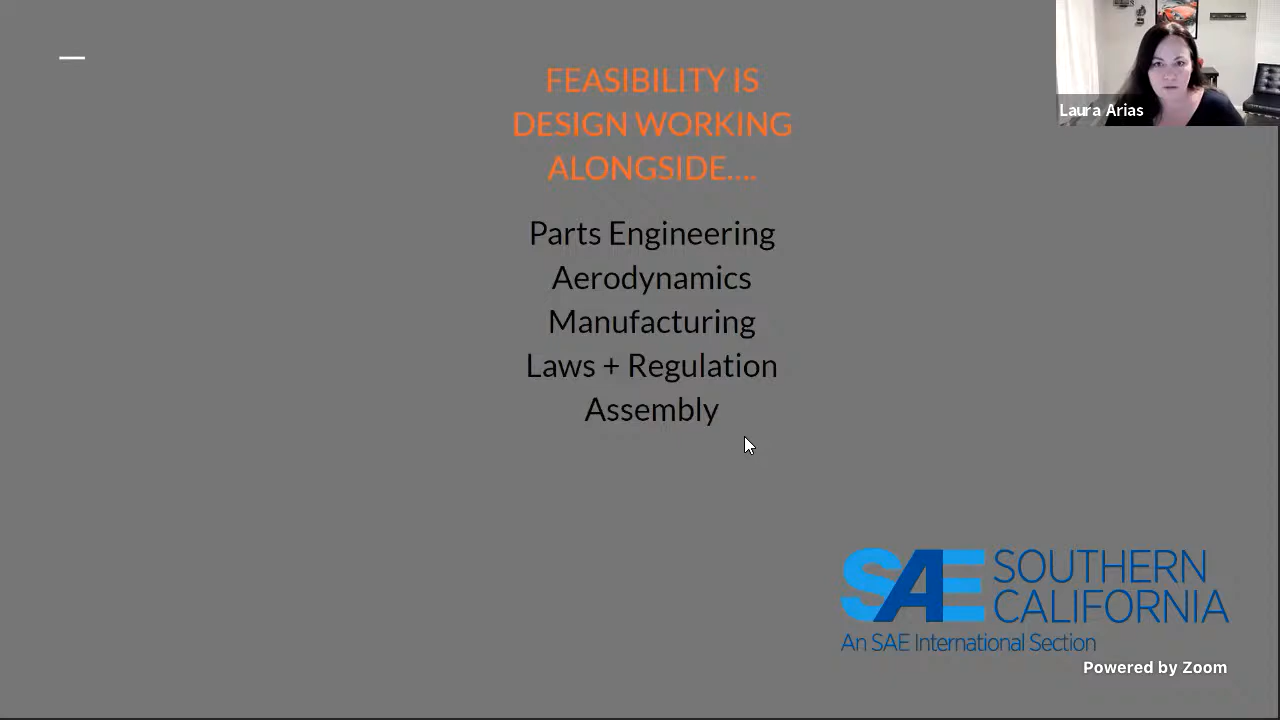 FEASIBILITY IS
DESIGN WORKING
ALONGSIDE....
Laura Arias
Parts Engineering
Aerodynamics
Manufacturing
Laws + Regulation
Assembly
SAE SOUTHERN
CALIFORNIA
An SAE International Section
Powered by Zoom